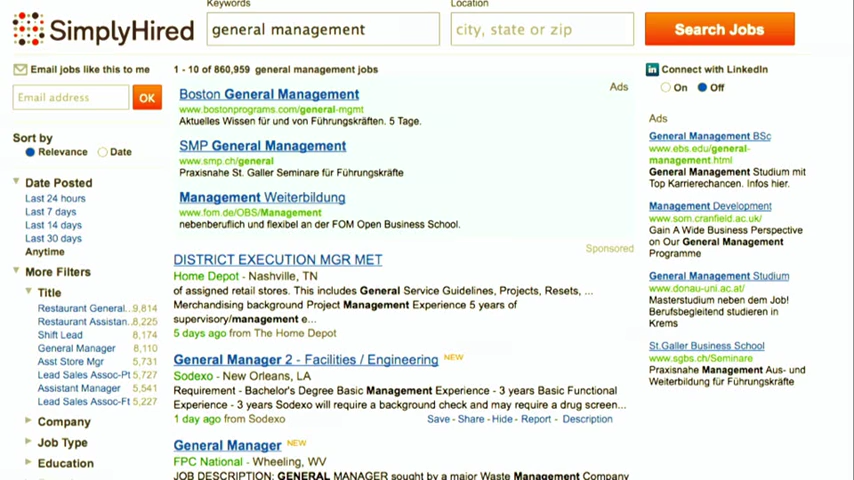 Keywords
Location
SimplyHired
general management
city, state or zip
Search Jobs
Email jobs like this to me
Email address
OK
Sort by
Relevance
Date
Date Posted
Last 24 hours
Last 7 days
Last 14 days
Last 30 days
Anytime
More Filters
Title
Restaurant General.. 9,814
Restaurant Assistan.. 8,225
Shift Lead 8,174
General Manager 8,110
Asst Store Mgr 5,731
Lead Sales Assoc-Pt 5,727
Assistant Manager 5,541
Lead Sales Assoc-Ft 5,227
Company
Job Type
Education
1 - 10 of 860,959 general management jobs
Ads
Boston General Management
www.bostonprograms.com/general-mgmt
Aktuelles Wissen für und von Führungskräften. 5 Tage.
SMP General Management
www.smp.ch/general
Praxisnahe St. Galler Seminare für Führungskräfte
Management Weiterbildung
www.fom.de/OBS/Management
nebenberuflich und flexibel an der FOM Open Business School.
Sponsored
DISTRICT EXECUTION MGR MET
Home Depot - Nashville, TN
of assigned retail stores. This includes General Service Guidelines, Projects, Resets, ...
Merchandising background Project Management Experience 5 years of
supervisory/management e...
5 days ago from The Home Depot
General Manager 2 - Facilities / Engineering NEW
Sodexo - New Orleans, LA
Requirement - Bachelor's Degree Basic Management Experience - 3 years Basic Functional
Experience - 3 years Sodexo will require a background check and may require a drug screen...
1 day ago from Sodexo
Save - Share - Hide - Report - Description
General Manager NEW
FPC National - Wheeling, WV
JOB DESCRIPTION: GENERAL MANAGER sought by a major Waste Management Company
in Connect with LinkedIn
On
Off
Ads
General Management BSc
www.ebs.edu/general-
management.html
General Management Studium mit
Top Karrierechancen. Infos hier.
Management Development
www.som.cranfield.ac.uk/
Gain A Wide Business Perspective
on Our General Management
Programme
General Management Studium
www.donau-uni.ac.at/
Masterstudium neben dem Job!
Berufsbegleitend studieren in
Krems
St.Galler Business School
www.sgbs.ch/Seminare
Praxisnahe Management Aus- und
Weiterbildung für Führungskräfte